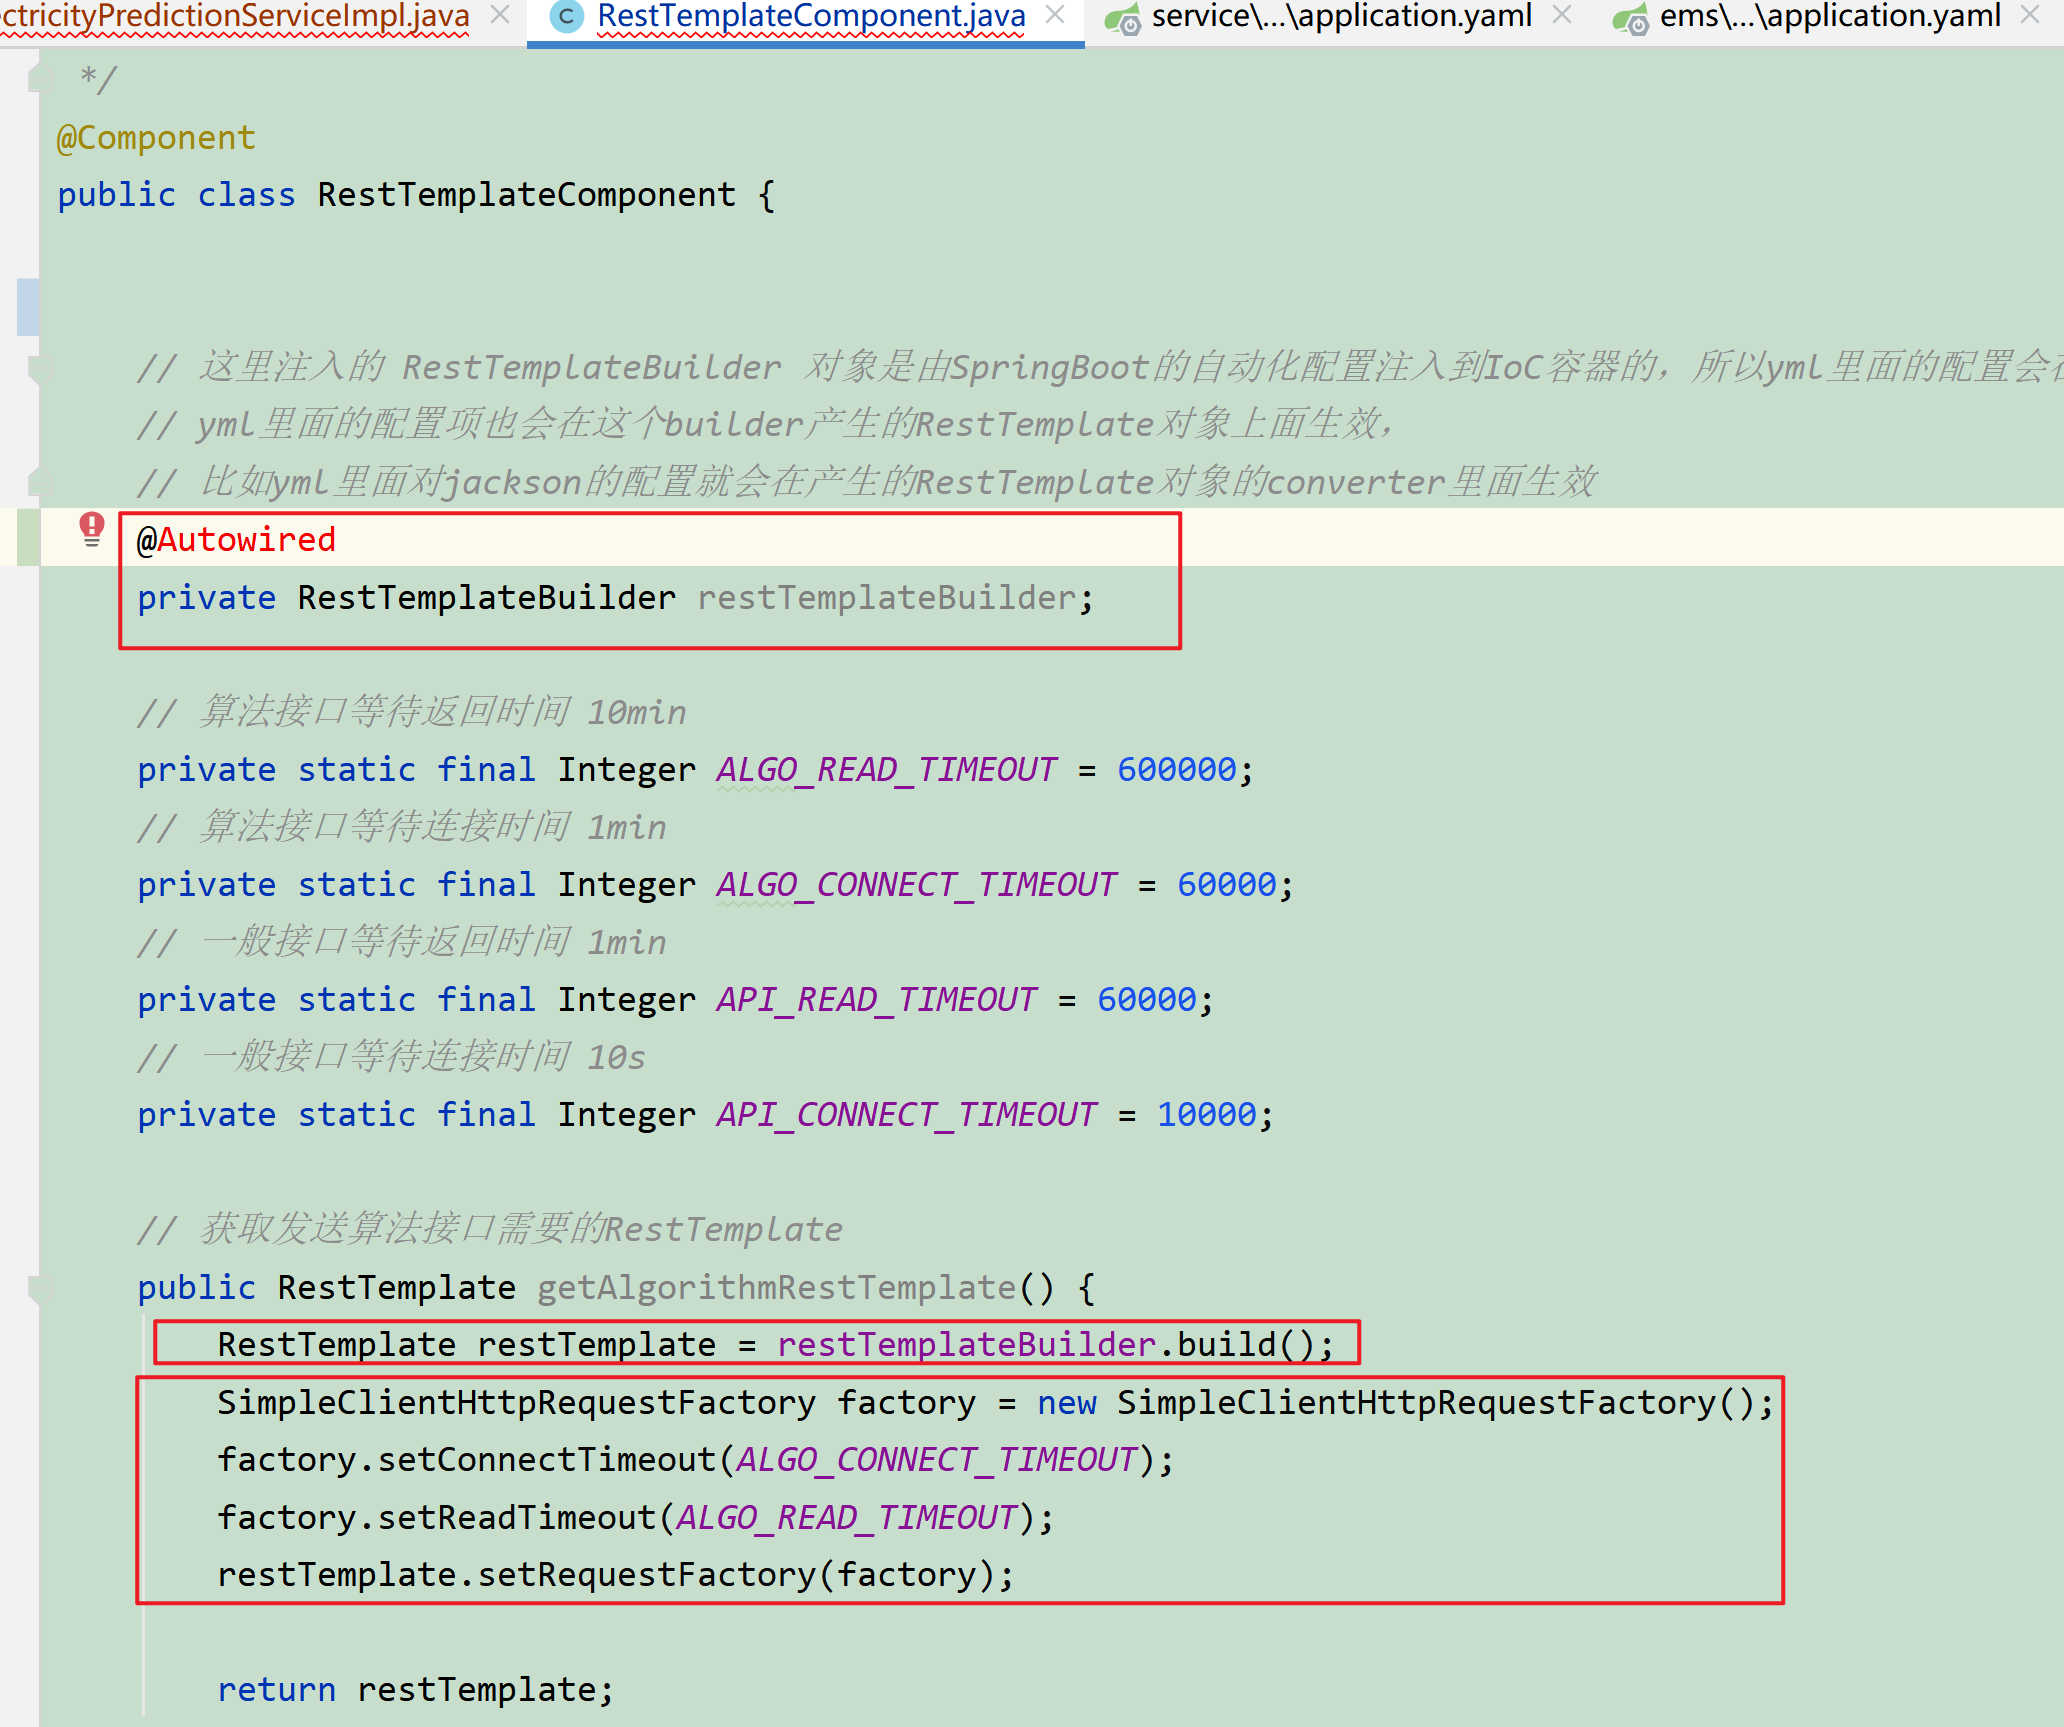 ctricityPredictionServiceImpl.java RestTemplateComponent.java service\...\application.yaml ems\...\application.yaml
*/
@Component
public class RestTemplateComponent {
// 这里注入的 RestTemplateBuilder 对象是由SpringBoot的自动化配置注入到IoC容器的，所以yml里面的配置会在
// yml里面的配置项也会在这个builder产生的RestTemplate对象上面生效，
// 比如yml里面对jackson的配置就会在产生的RestTemplate对象的converter里面生效
@Autowired
private RestTemplateBuilder restTemplateBuilder;
// 算法接口等待返回时间 10min
private static final Integer ALGO_READ_TIMEOUT = 600000;
// 算法接口等待连接时间 1min
private static final Integer ALGO_CONNECT_TIMEOUT = 60000;
// 一般接口等待返回时间 1min
private static final Integer API_READ_TIMEOUT = 60000;
// 一般接口等待连接时间 10s
private static final Integer API_CONNECT_TIMEOUT = 10000;
// 获取发送算法接口需要的RestTemplate
public RestTemplate getAlgorithmRestTemplate() {
RestTemplate restTemplate = restTemplateBuilder.build();
SimpleClientHttpRequestFactory factory = new SimpleClientHttpRequestFactory();
factory.setConnectTimeout(ALGO_CONNECT_TIMEOUT);
factory.setReadTimeout(ALGO_READ_TIMEOUT);
restTemplate.setRequestFactory(factory);
return restTemplate;